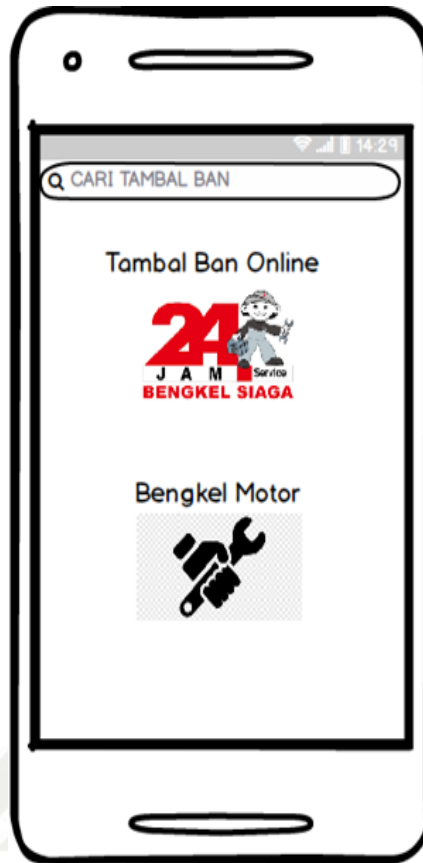 14:29
CARI TAMBAL BAN
Tambal Ban Online
24
JAM Service
BENGKEL SIAGA
Bengkel Motor